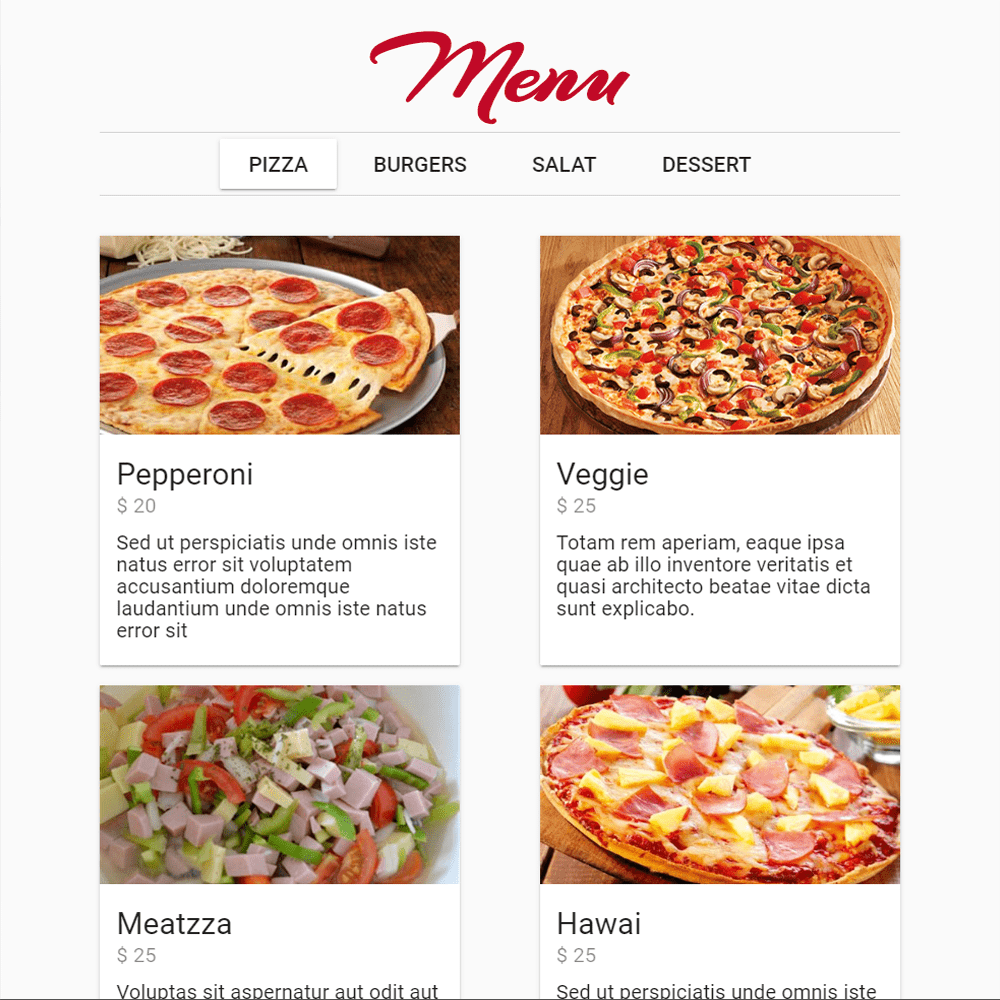 Menu
PIZZA BURGERS SALAT DESSERT
Pepperoni
$ 20
Sed ut perspiciatis unde omnis iste
natus error sit voluptatem
accusantium doloremque
laudantium unde omnis iste natus
error sit
Veggie
$ 25
Totam rem aperiam, eaque ipsa
quae ab illo inventore veritatis et
quasi architecto beatae vitae dicta
sunt explicabo.
Meatzza
$ 25
Voluptas sit aspernatur aut odit aut
Hawai
$ 25
Sed ut perspiciatis unde omnis iste